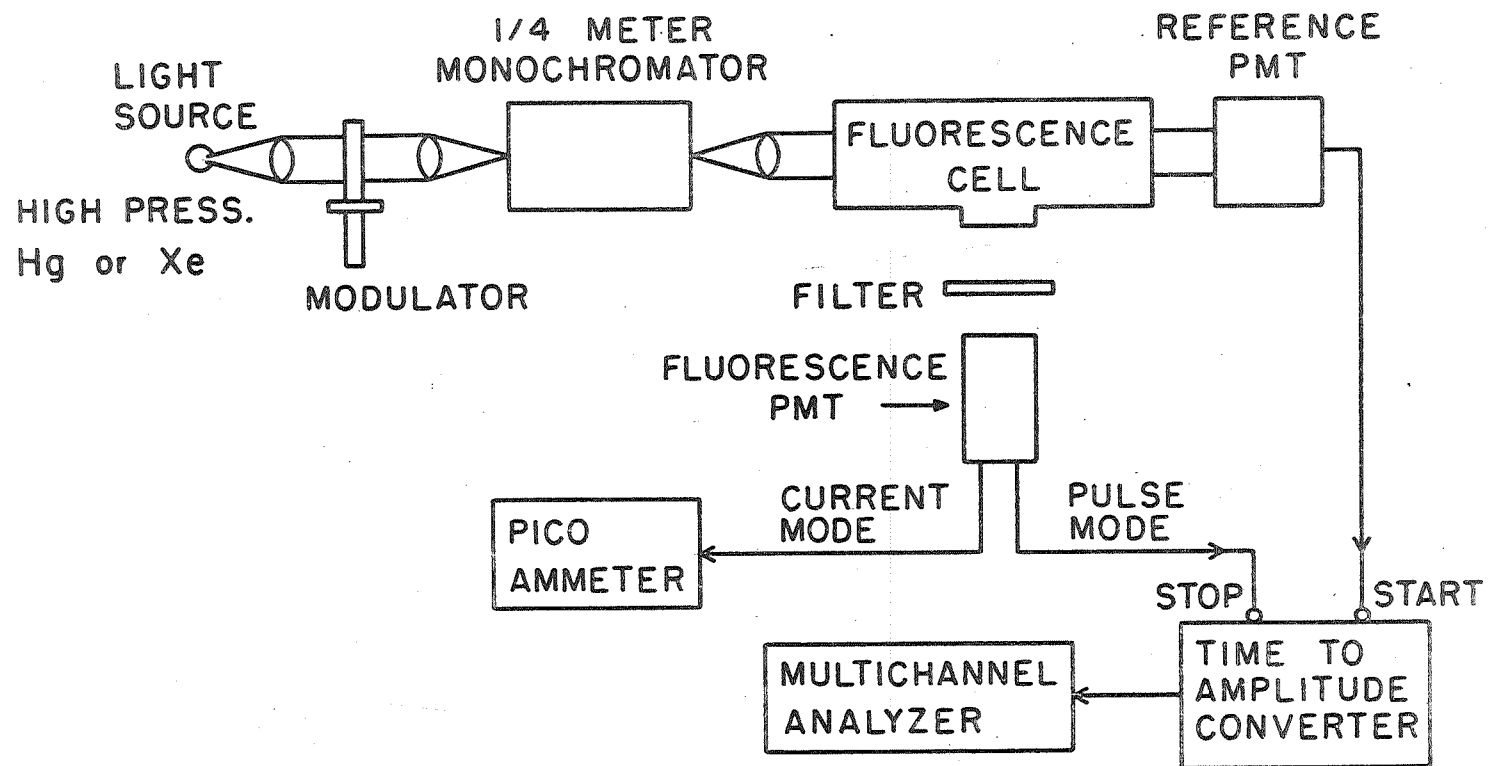 1/4 METER
MONOCHROMATOR
REFERENCE
PMT
LIGHT
SOURCE
FLUORESCENCE
CELL
HIGH PRESS.
Hg or Xe
MODULATOR
FILTER
FLUORESCENCE
PMT
CURRENT
MODE
PULSE
MODE
PICO
AMMETER
STOP
START
MULTICHANNEL
ANALYZER
TIME TO
AMPLITUDE
CONVERTER